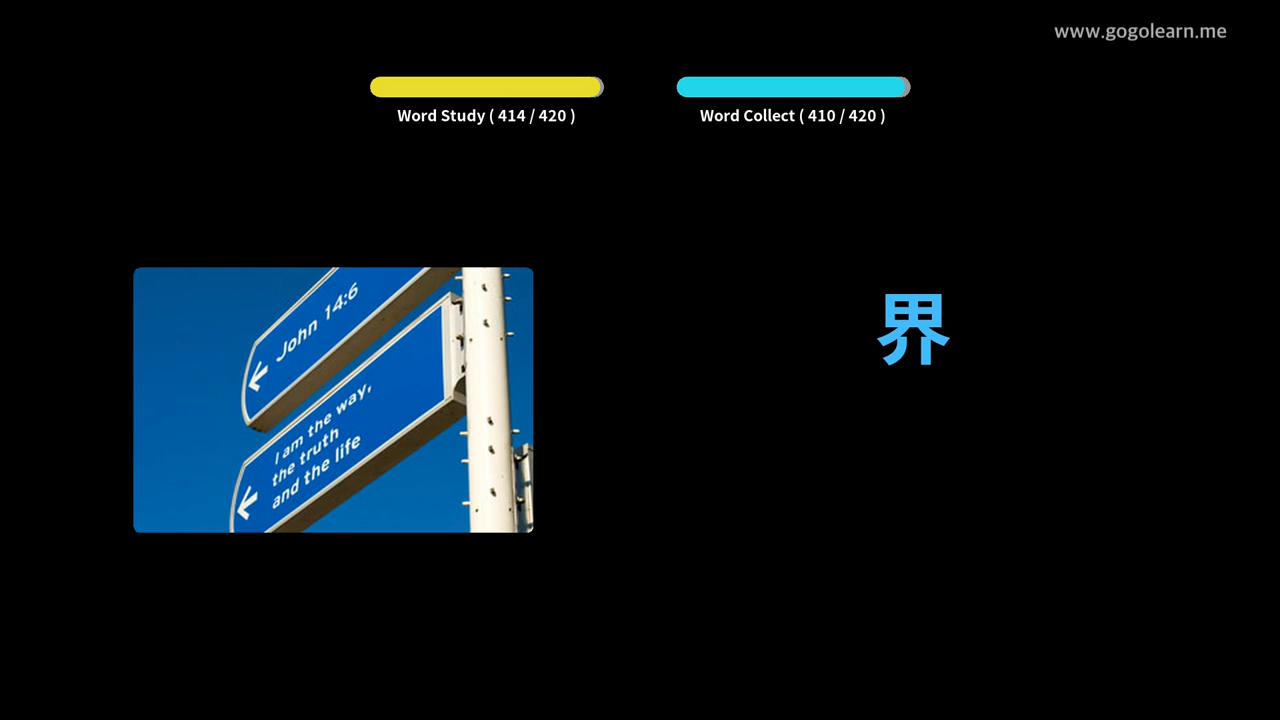 www.gogolearn.me
Word Study ( 414 / 420 )
Word Collect ( 410 / 420 )
John 14:6
I am the way,
the truth
and the life
界